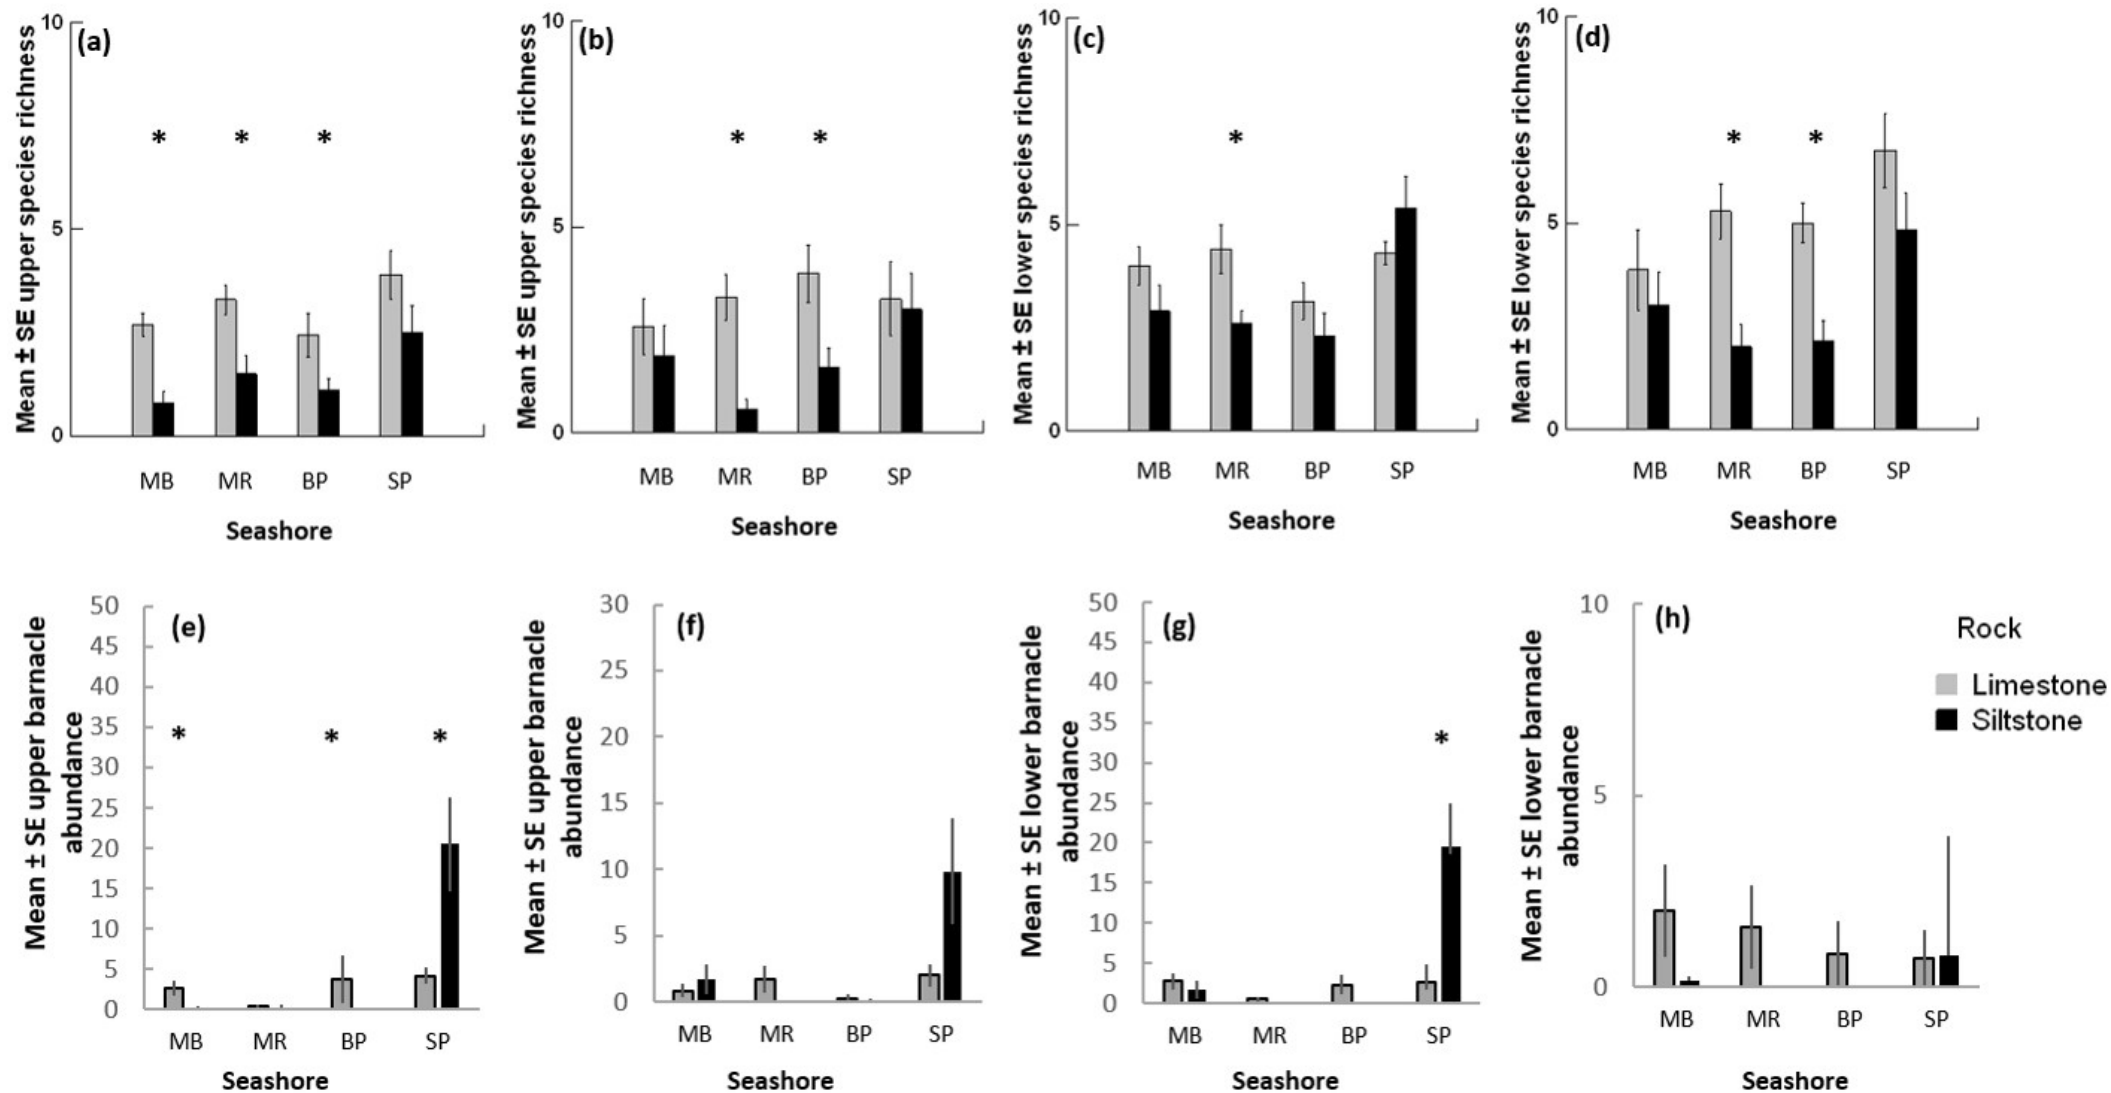 (a)
Mean ± SE upper species richness
10
5
0
*
*
*
MB MR BP SP
Seashore
(b)
Mean ± SE upper species richness
10
5
0
*
*
MB MR BP SP
Seashore
(c)
Mean ± SE lower species richness
10
5
0
*
MB MR BP SP
Seashore
(d)
Mean ± SE lower species richness
10
5
0
*
*
MB MR BP SP
Seashore
(e)
Mean ± SE upper barnacle
abundance
50
45
40
35
30
25
20
15
10
5
0
*
*
*
MB MR BP SP
Seashore
(f)
Mean ± SE upper barnacle
abundance
30
25
20
15
10
5
0
MB MR BP SP
Seashore
(g)
Mean ± SE lower barnacle
abundance
50
45
40
35
30
25
20
15
10
5
0
*
MB MR BP SP
Seashore
(h)
Mean ± SE lower barnacle
abundance
10
5
0
MB MR BP SP
Seashore
Rock
Limestone
Siltstone